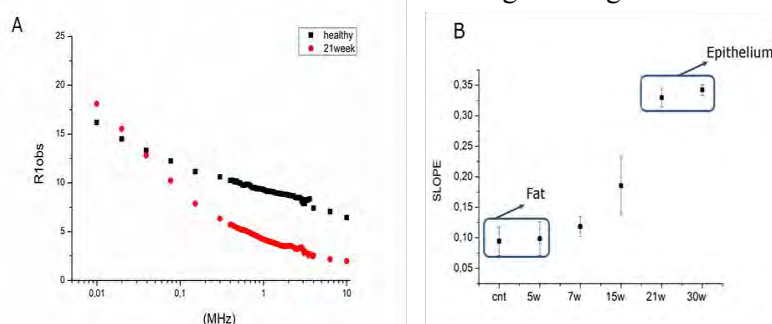 A
healthy
21week
R1obs
25
20
15
10
5
0
0,01
0,1
1
10
(MHz)
B
Epithelium
Fat
SLOPE
0,35
0,30
0,25
0,20
0,15
0,10
0,05
cnt
5w
7w
15w
21w
30w